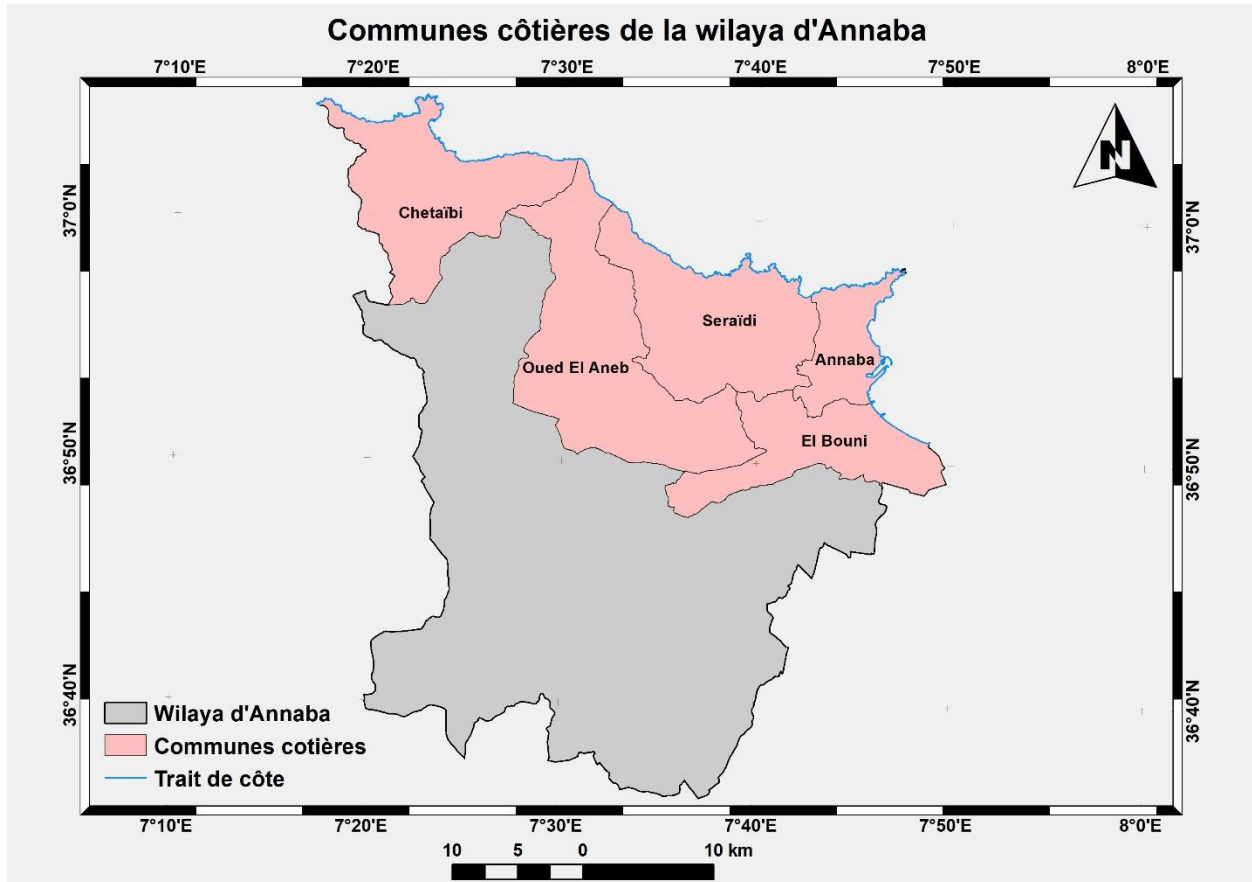 Communes côtières de la wilaya d'Annaba
7°10'E 7°20'E 7°30'E 7°40'E 7°50'E 8°0'E
N
37°0'N 37°0'N
Chetaïbi
Seraïdi
Annaba
Oued El Aneb
El Bouni
36°50'N 36°50'N
36°40'N 36°40'N
Wilaya d'Annaba
Communes cotières
Trait de côte
7°10'E 7°20'E 7°30'E 7°40'E 7°50'E 8°0'E
10 5 0 10 km